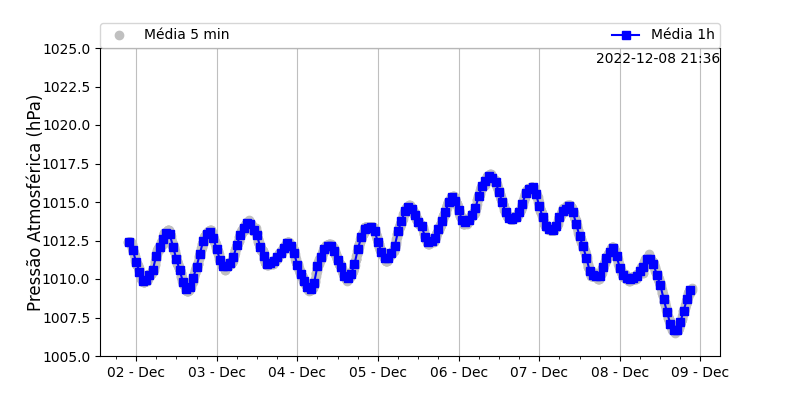 Média 5 min
Média 1h
2022-12-08 21:36
Pressão Atmosférica (hPa)
1025.0
1022.5
1020.0
1017.5
1015.0
1012.5
1010.0
1007.5
1005.0
02 - Dec
03 - Dec
04 - Dec
05 - Dec
06 - Dec
07 - Dec
08 - Dec
09 - Dec